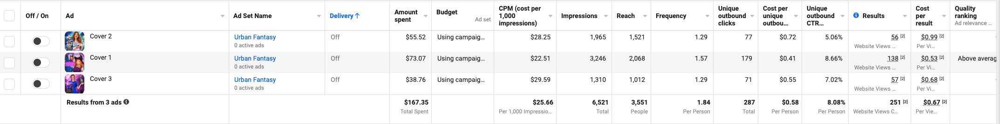 Off / On Ad Ad Set Name Delivery ↑ Amount spent Budget Ad set CPM (cost per 1,000 impressions) Impressions Reach Frequency Unique outbound clicks Cost per unique outbou... Unique outbound CTR... Results Cost per result Quality ranking Ad relevance ...
Cover 2 Urban Fantasy Off $55.52 Using campaig... $28.25 1,965 1,521 1.29 77 $0.72 5.06% 56 [2] $0.99 [2]
0 active ads Website Views ... Per Vi...
Cover 1 Urban Fantasy Off $73.07 Using campaig... $22.51 3,246 2,068 1.57 179 $0.41 8.66% 138 [2] $0.53 [2] Above averag
0 active ads Website Views ... Per Vi...
Cover 3 Urban Fantasy Off $38.76 Using campaig... $29.59 1,310 1,012 1.29 71 $0.55 7.02% 57 [2] $0.68 [2]
0 active ads Website Views ... Per Vi...
Results from 3 ads $167.35 $25.66 6,521 3,551 1.84 287 $0.58 8.08% 251 [2] $0.67 [2]
Total Spent Per 1,000 Impressio... Total People Per Person Total Per Person Per Person Website Views C... Per Vie...